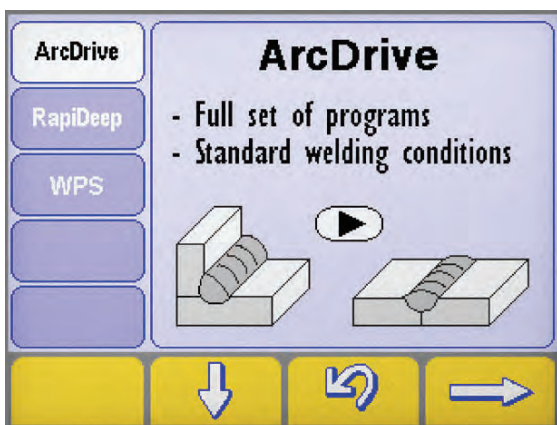 ArcDrive
RapiDeep
WPS
ArcDrive
- Full set of programs
- Standard welding conditions